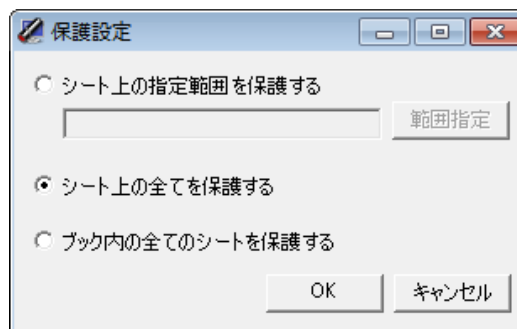 保護設定
シート上の指定範囲を保護する
範囲指定
シート上の全てを保護する
ブック内の全てのシートを保護する
OK
キャンセル